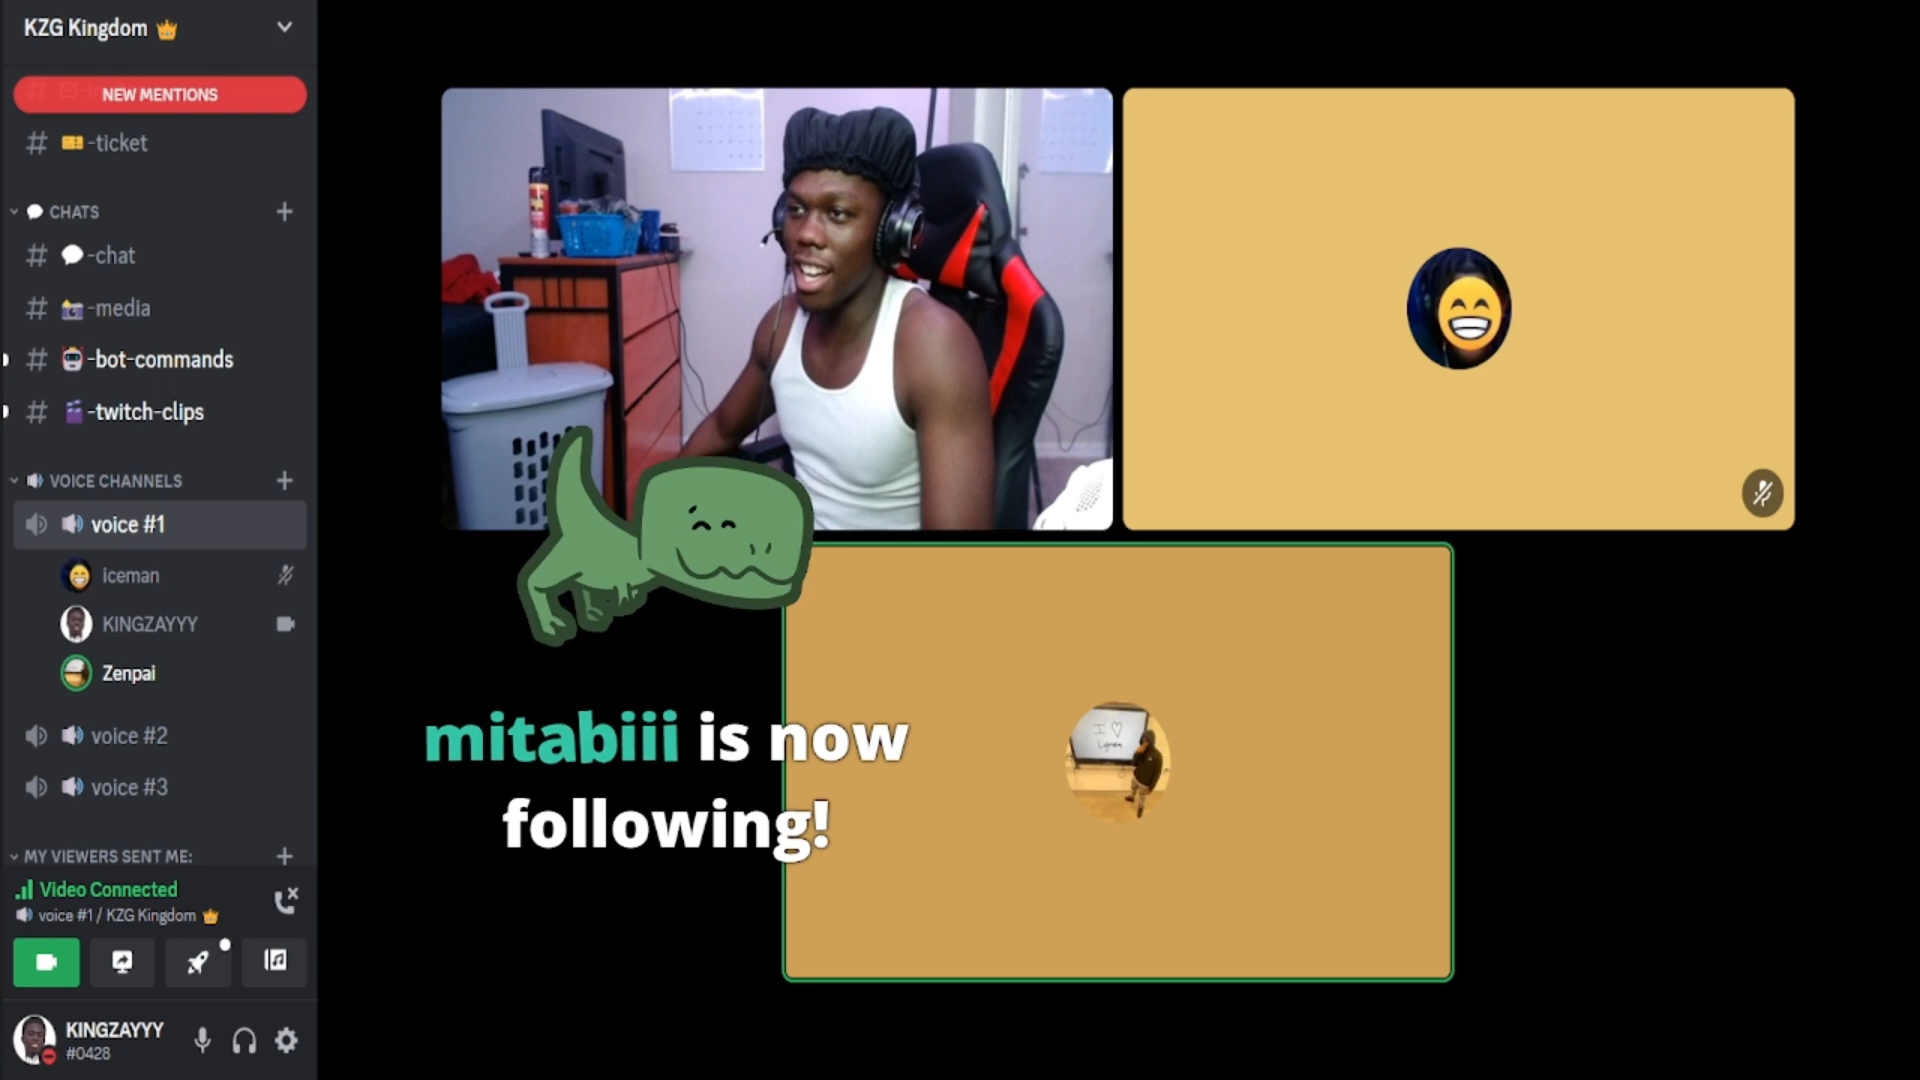 KZG Kingdom 👑
NEW MENTIONS
# 🎫-ticket
💬 CHATS
# 💬-chat
# 📸-media
# 🤖-bot-commands
# 🎬-twitch-clips
🔊 VOICE CHANNELS
🔊 voice #1
iceman
KINGZAYYY
Zenpai
🔊 voice #2
🔊 voice #3
MY VIEWERS SENT ME:
Video Connected
🔊 voice #1 / KZG Kingdom 👑
KINGZAYYY
#0428
mitabiii is now
following!
I ♡